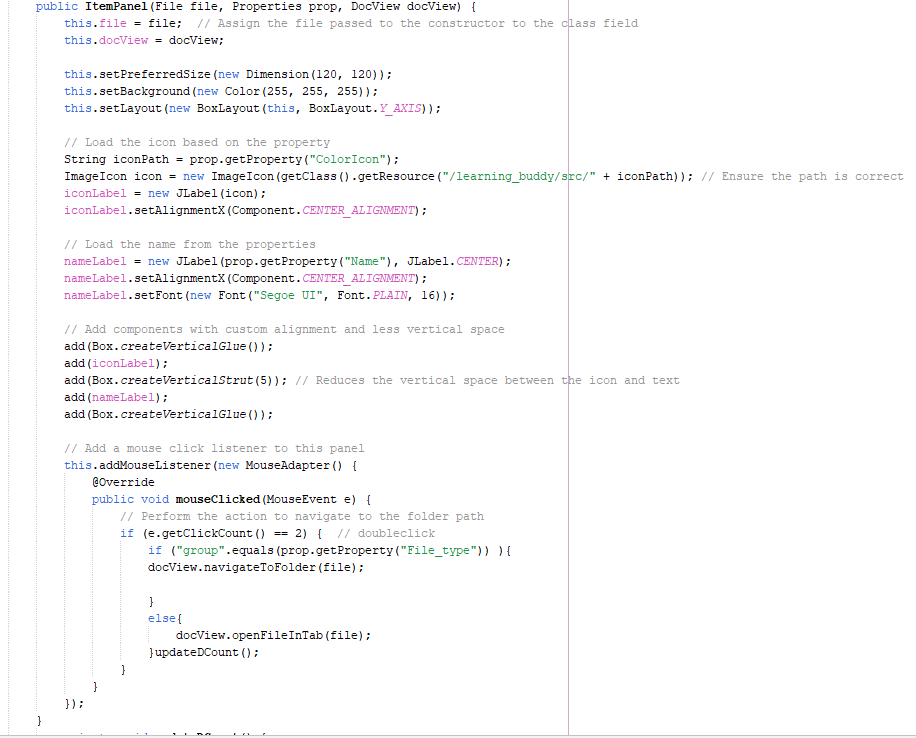 public ItemPanel(File file, Properties prop, DocView docView) {
this.file = file;  // Assign the file passed to the constructor to the class field
this.docView = docView;
this.setPreferredSize(new Dimension(120, 120));
this.setBackground(new Color(255, 255, 255));
this.setLayout(new BoxLayout(this, BoxLayout.Y_AXIS));
// Load the icon based on the property
String iconPath = prop.getProperty("ColorIcon");
ImageIcon icon = new ImageIcon(getClass().getResource("/learning_buddy/src/" + iconPath)); // Ensure the path is correct
iconLabel = new JLabel(icon);
iconLabel.setAlignmentX(Component.CENTER_ALIGNMENT);
// Load the name from the properties
nameLabel = new JLabel(prop.getProperty("Name"), JLabel.CENTER);
nameLabel.setAlignmentX(Component.CENTER_ALIGNMENT);
nameLabel.setFont(new Font("Segoe UI", Font.PLAIN, 16));
// Add components with custom alignment and less vertical space
add(Box.createVerticalGlue());
add(iconLabel);
add(Box.createVerticalStrut(5)); // Reduces the vertical space between the icon and text
add(nameLabel);
add(Box.createVerticalGlue());
// Add a mouse click listener to this panel
this.addMouseListener(new MouseAdapter() {
@Override
public void mouseClicked(MouseEvent e) {
// Perform the action to navigate to the folder path
if (e.getClickCount() == 2) {  // doubleclick
if ("group".equals(prop.getProperty("File_type")) ){
docView.navigateToFolder(file);
}
else{
docView.openFileInTab(file);
}updateDCount();
}
}
});
}